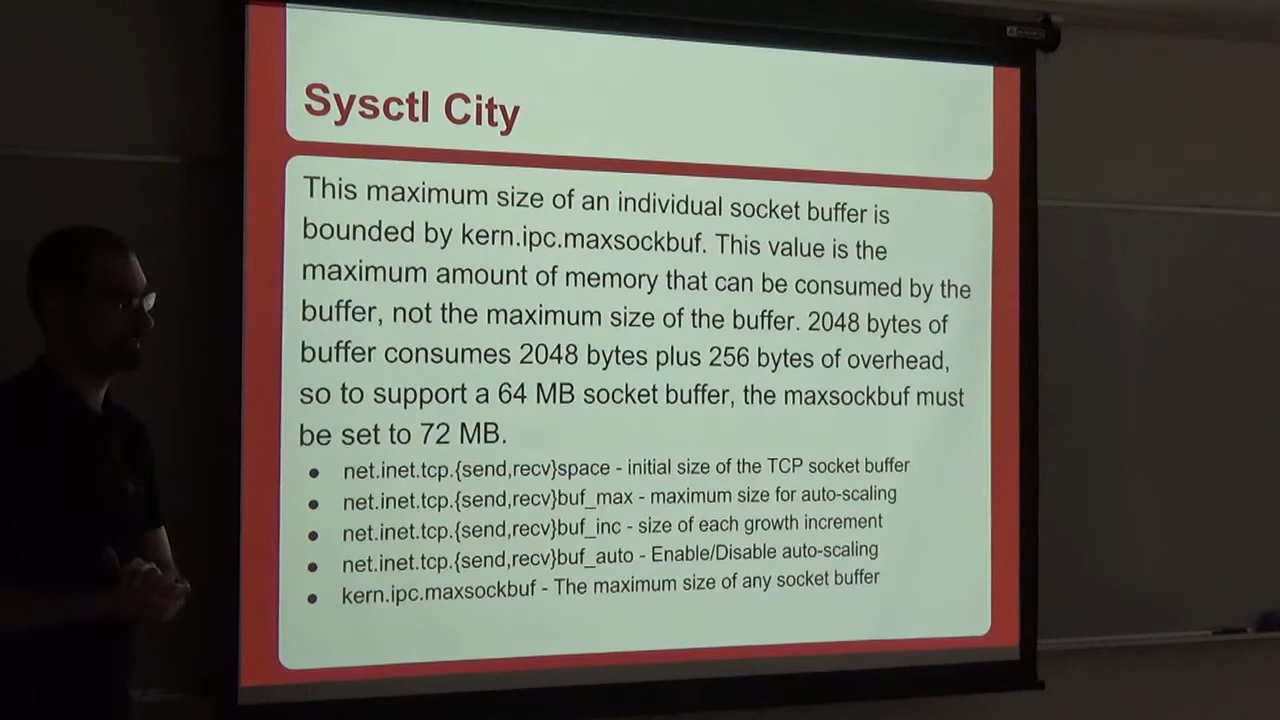 Sysctl City
This maximum size of an individual socket buffer is
bounded by kern.ipc.maxsockbuf. This value is the
maximum amount of memory that can be consumed by the
buffer, not the maximum size of the buffer. 2048 bytes of
buffer consumes 2048 bytes plus 256 bytes of overhead,
so to support a 64 MB socket buffer, the maxsockbuf must
be set to 72 MB.
● net.inet.tcp.{send,recv}space - initial size of the TCP socket buffer
● net.inet.tcp.{send,recv}buf_max - maximum size for auto-scaling
● net.inet.tcp.{send,recv}buf_inc - size of each growth increment
● net.inet.tcp.{send,recv}buf_auto - Enable/Disable auto-scaling
● kern.ipc.maxsockbuf - The maximum size of any socket buffer